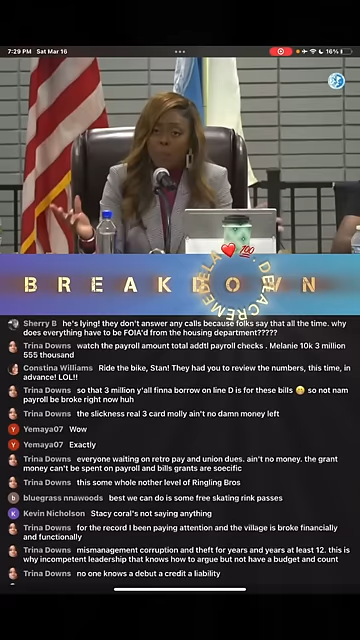 7:29 PM Sat Mar 16
16%
💯
BREAKDOWN
Sherry B he's lying! they don't answer any calls because folks say that all the time. why
does everything have to be FOIA'd from the housing department?????
Trina Downs watch the payroll amount total addtl payroll checks . Melanie 10k 3 million
555 thousand
Constina Williams Ride the bike, Stan! They had you to review the numbers, this time, in
advance! LOL!!
Trina Downs so that 3 million y'all finna borrow on line D is for these bills 😁 so not nam
payroll be broke right now huh
Trina Downs the slickness real 3 card molly ain't no damn money left
Y Yemaya07 Wow
Y Yemaya07 Exactly
Trina Downs everyone waiting on retro pay and union dues. ain't no money. the grant
money can't be spent on payroll and bills grants are soecific
Trina Downs this some whole nother level of Ringling Bros
b bluegrass nnawoods best we can do is some free skating rink passes
K Kevin Nicholson Stacy coral's not saying anything
Trina Downs for the record I been paying attention and the village is broke financially
and functionally
Trina Downs mismanagement corruption and theft for years and years at least 12. this is
why incompetent leadership that knows how to argue but not have a budget and count
Trina Downs no one knows a debut a credit a liability